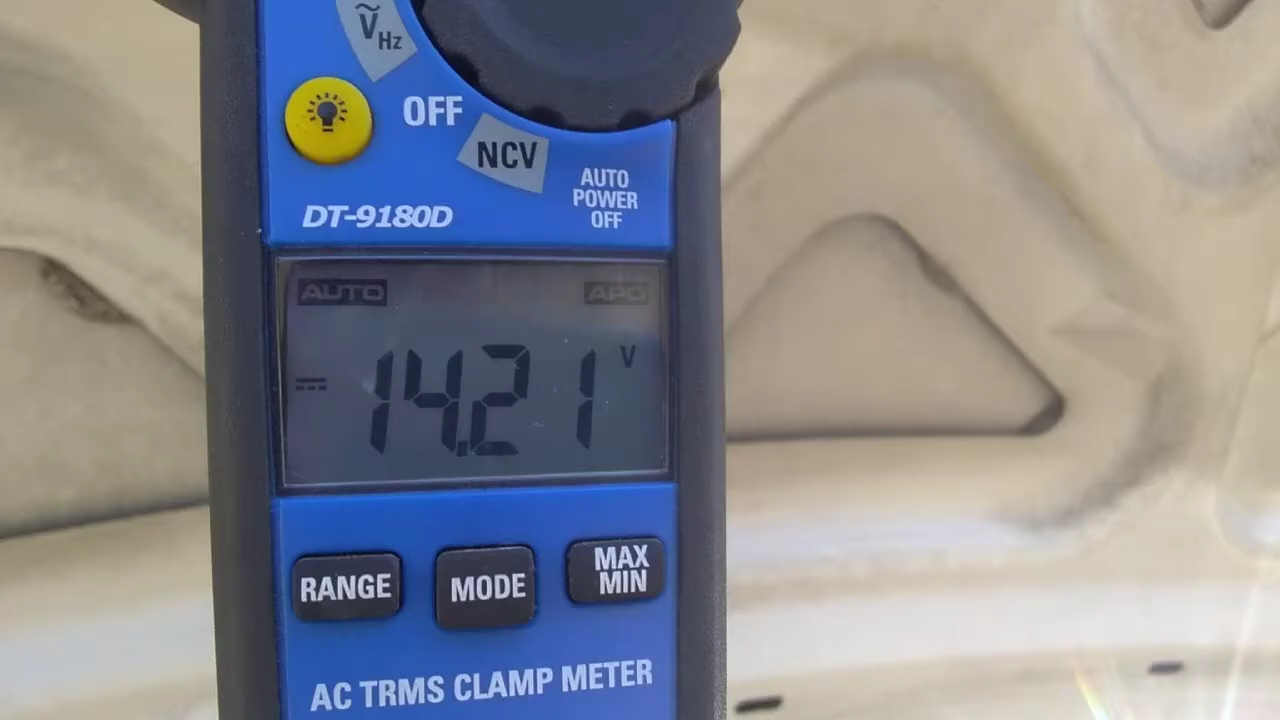 Ṽ Hz
OFF
NCV
AUTO
POWER
OFF
DT-9180D
AUTO
APO
14.21 V
RANGE
MODE
MAX
MIN
AC TRMS CLAMP METER